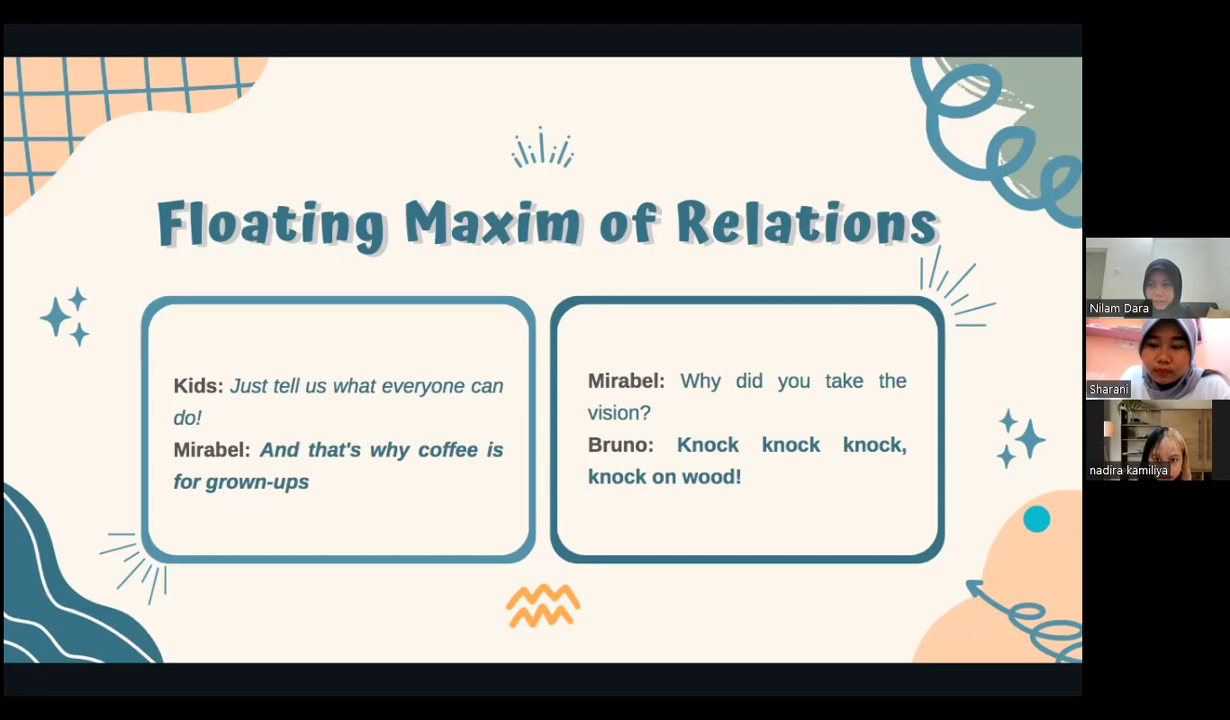 Floating Maxim of Relations
Kids: Just tell us what everyone can
do!
Mirabel: And that's why coffee is
for grown-ups
Mirabel: Why did you take the
vision?
Bruno: Knock knock knock,
knock on wood!
Nilam Dara
Sharani
nadira kamiliya